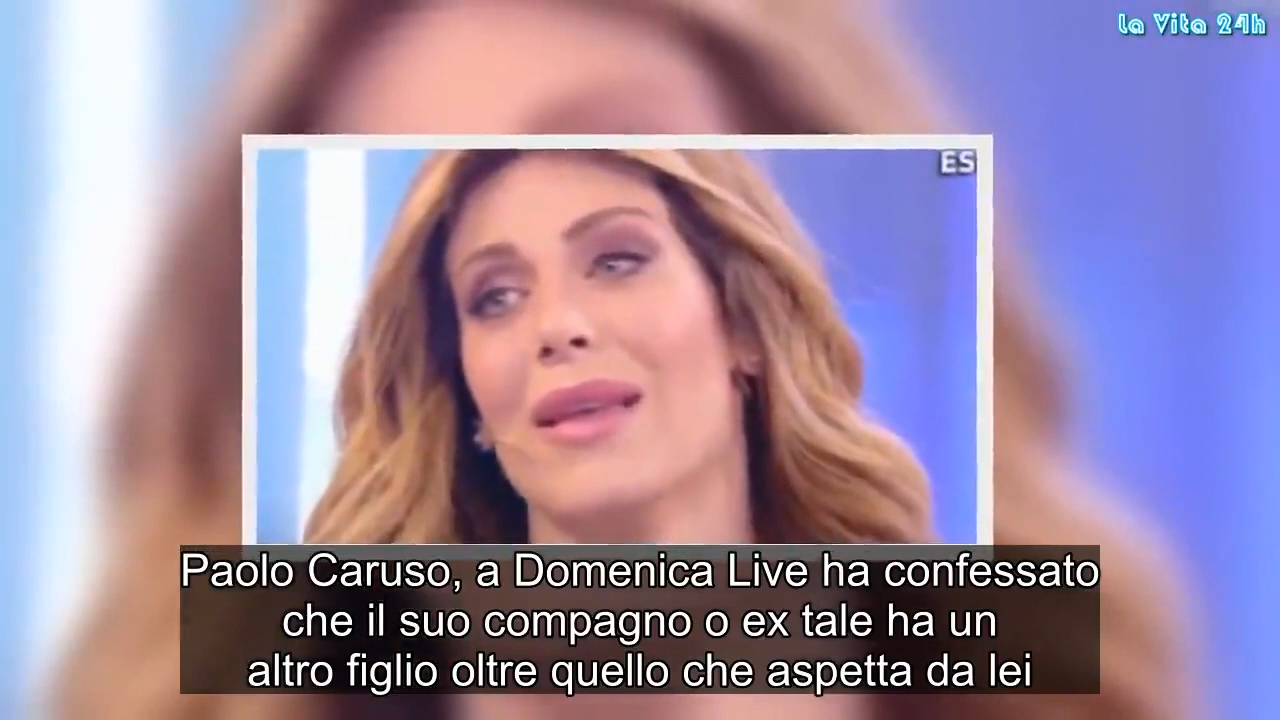 La Vita 24h
ES
Paolo Caruso, a Domenica Live ha confessato
che il suo compagno o ex tale ha un
altro figlio oltre quello che aspetta da lei